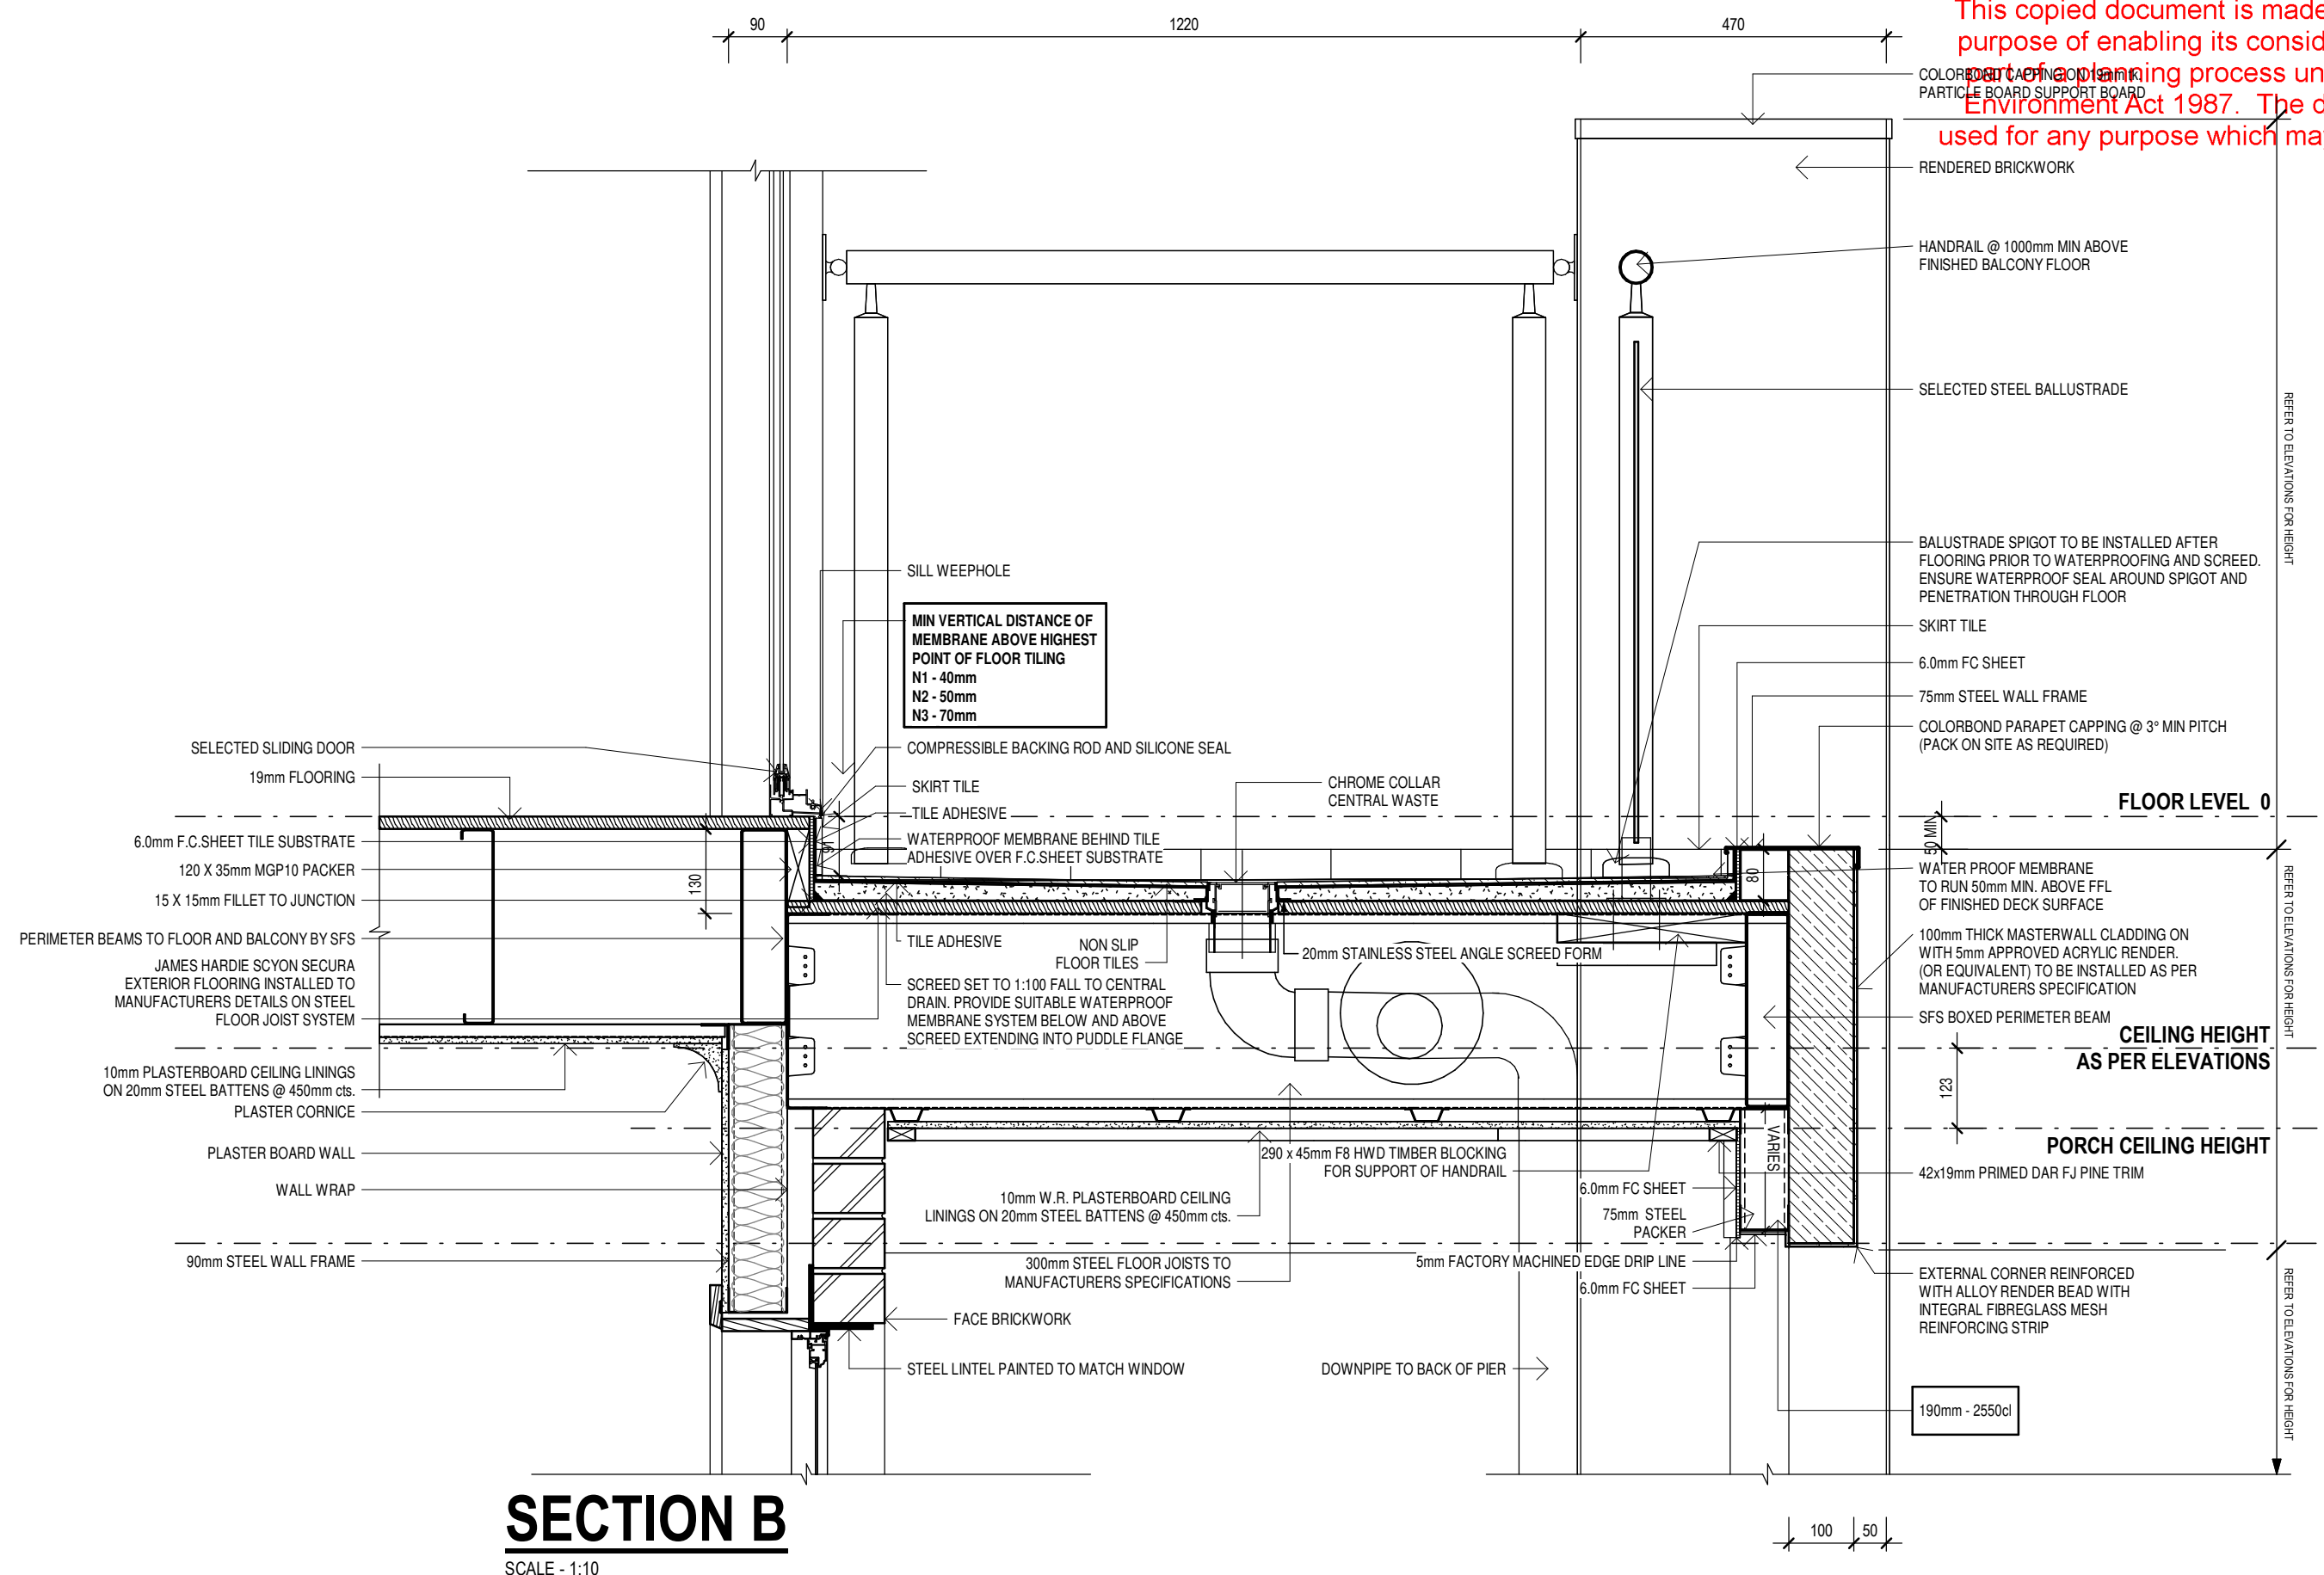 90
1220
470
This copied document is made
purpose of enabling its consid
part of a planning process un
Environment Act 1987. The d
used for any purpose which ma
COLORBOND CAPPING ON 19mm tk.
PARTICLE BOARD SUPPORT BOARD
RENDERED BRICKWORK
HANDRAIL @ 1000mm MIN ABOVE
FINISHED BALCONY FLOOR
SELECTED STEEL BALLUSTRADE
REFER TO ELEVATIONS FOR HEIGHT
BALUSTRADE SPIGOT TO BE INSTALLED AFTER
FLOORING PRIOR TO WATERPROOFING AND SCREED.
ENSURE WATERPROOF SEAL AROUND SPIGOT AND
PENETRATION THROUGH FLOOR
SKIRT TILE
6.0mm FC SHEET
75mm STEEL WALL FRAME
COLORBOND PARAPET CAPPING @ 3° MIN PITCH
(PACK ON SITE AS REQUIRED)
FLOOR LEVEL 0
50 MIN
WATER PROOF MEMBRANE
TO RUN 50mm MIN. ABOVE FFL
OF FINISHED DECK SURFACE
REFER TO ELEVATIONS FOR HEIGHT
100mm THICK MASTERWALL CLADDING ON
WITH 5mm APPROVED ACRYLIC RENDER.
(OR EQUIVALENT) TO BE INSTALLED AS PER
MANUFACTURERS SPECIFICATION
SFS BOXED PERIMETER BEAM
CEILING HEIGHT
AS PER ELEVATIONS
123
PORCH CEILING HEIGHT
42x19mm PRIMED DAR FJ PINE TRIM
EXTERNAL CORNER REINFORCED
WITH ALLOY RENDER BEAD WITH
INTEGRAL FIBREGLASS MESH
REINFORCING STRIP
REFER TO ELEVATIONS FOR HEIGHT
190mm - 2550cl
100
50
SILL WEEPHOLE
MIN VERTICAL DISTANCE OF
MEMBRANE ABOVE HIGHEST
POINT OF FLOOR TILING
N1 - 40mm
N2 - 50mm
N3 - 70mm
COMPRESSIBLE BACKING ROD AND SILICONE SEAL
SKIRT TILE
TILE ADHESIVE
WATERPROOF MEMBRANE BEHIND TILE
ADHESIVE OVER F.C.SHEET SUBSTRATE
CHROME COLLAR
CENTRAL WASTE
91
130
80
TILE ADHESIVE
NON SLIP
FLOOR TILES
20mm STAINLESS STEEL ANGLE SCREED FORM
SCREED SET TO 1:100 FALL TO CENTRAL
DRAIN. PROVIDE SUITABLE WATERPROOF
MEMBRANE SYSTEM BELOW AND ABOVE
SCREED EXTENDING INTO PUDDLE FLANGE
SELECTED SLIDING DOOR
19mm FLOORING
6.0mm F.C.SHEET TILE SUBSTRATE
120 X 35mm MGP10 PACKER
15 X 15mm FILLET TO JUNCTION
PERIMETER BEAMS TO FLOOR AND BALCONY BY SFS
JAMES HARDIE SCYON SECURA
EXTERIOR FLOORING INSTALLED TO
MANUFACTURERS DETAILS ON STEEL
FLOOR JOIST SYSTEM
10mm PLASTERBOARD CEILING LININGS
ON 20mm STEEL BATTENS @ 450mm cts.
PLASTER CORNICE
PLASTER BOARD WALL
WALL WRAP
90mm STEEL WALL FRAME
290 x 45mm F8 HWD TIMBER BLOCKING
FOR SUPPORT OF HANDRAIL
10mm W.R. PLASTERBOARD CEILING
LININGS ON 20mm STEEL BATTENS @ 450mm cts.
VARIES
6.0mm FC SHEET
75mm STEEL
PACKER
300mm STEEL FLOOR JOISTS TO
MANUFACTURERS SPECIFICATIONS
5mm FACTORY MACHINED EDGE DRIP LINE
6.0mm FC SHEET
FACE BRICKWORK
STEEL LINTEL PAINTED TO MATCH WINDOW
DOWNPIPE TO BACK OF PIER
SECTION B
SCALE - 1:10